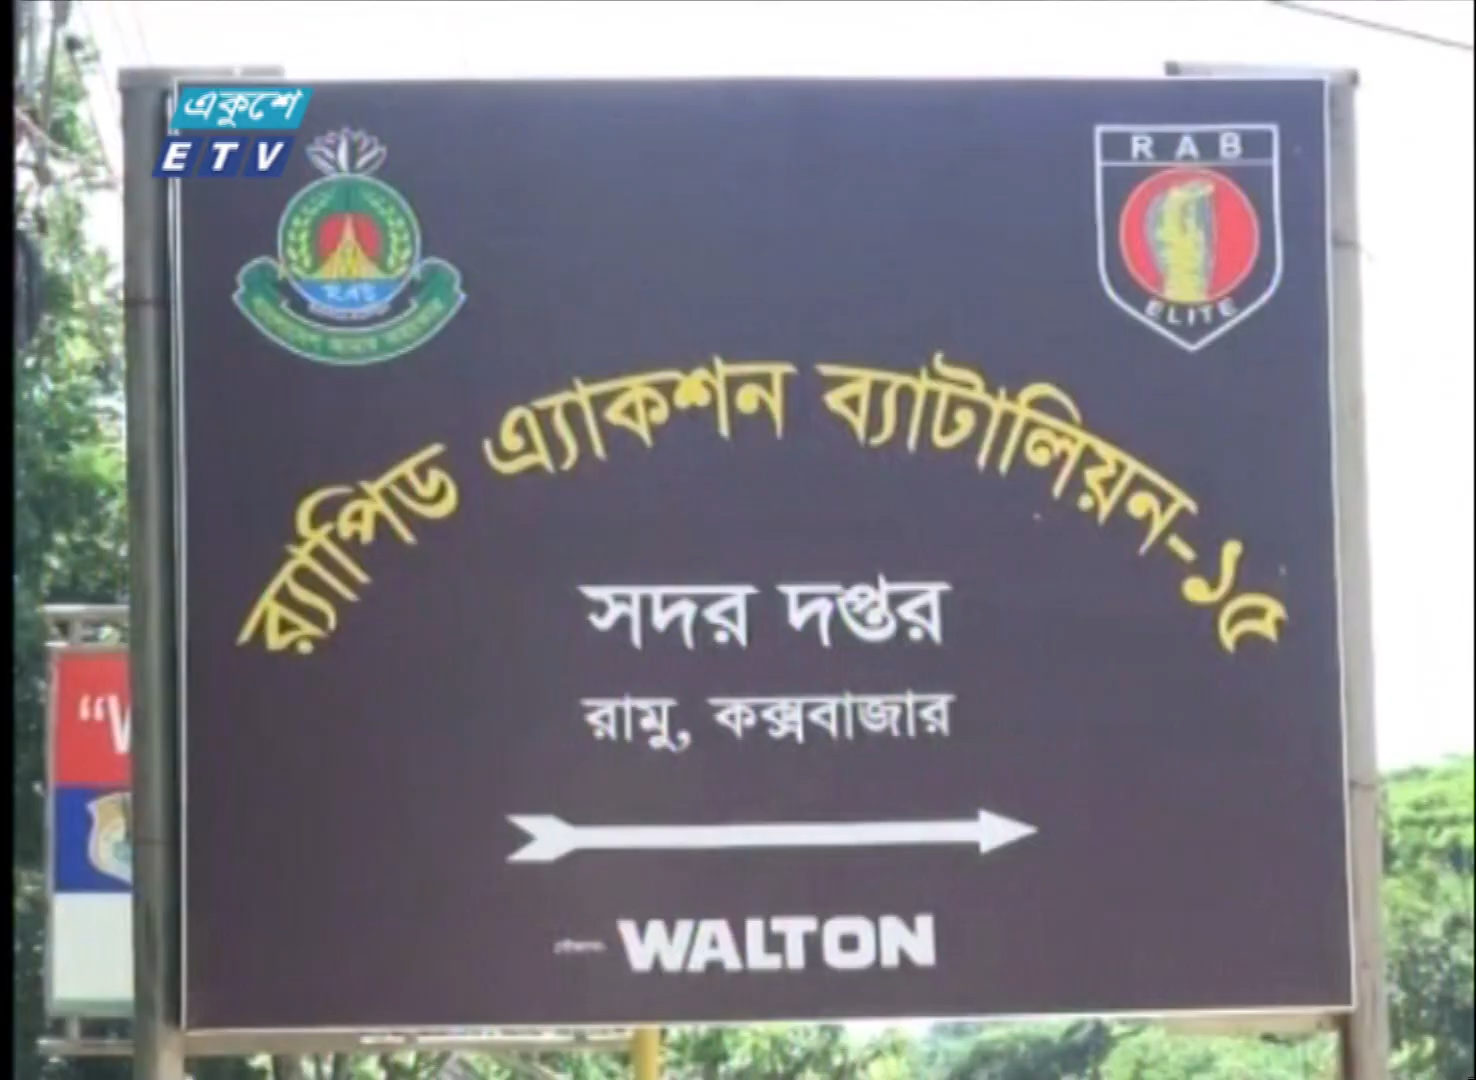 একুশে
ETV
RAB
RAB
ELITE
র‍্যাপিড এ্যাকশন ব্যাটালিয়ন-১৫
সদর দপ্তর
রামু, কক্সবাজার
WALTON